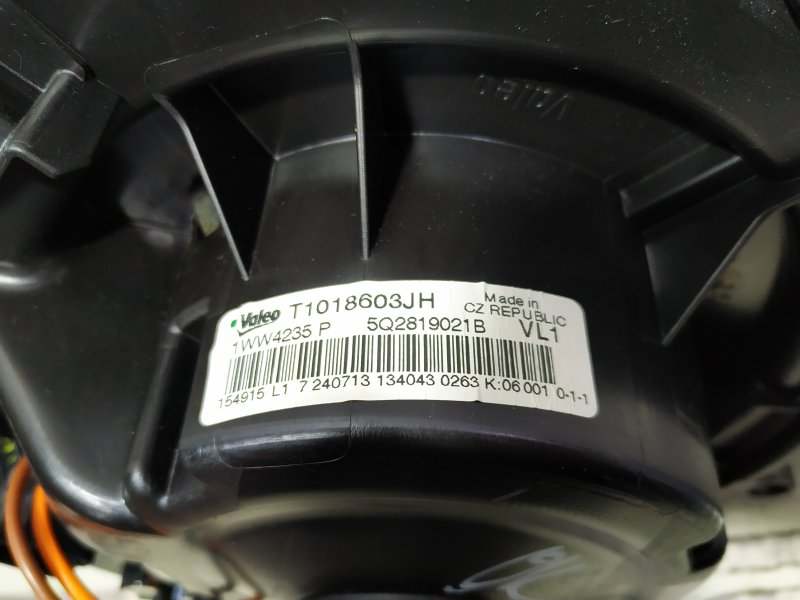 Valeo
Valeo T1018603JH Made in
CZ REPUBLIC
1WW4235 P 5Q2819021B VL1
154915 L1 7 240713 134043 0263 K:06 001 0-1-1